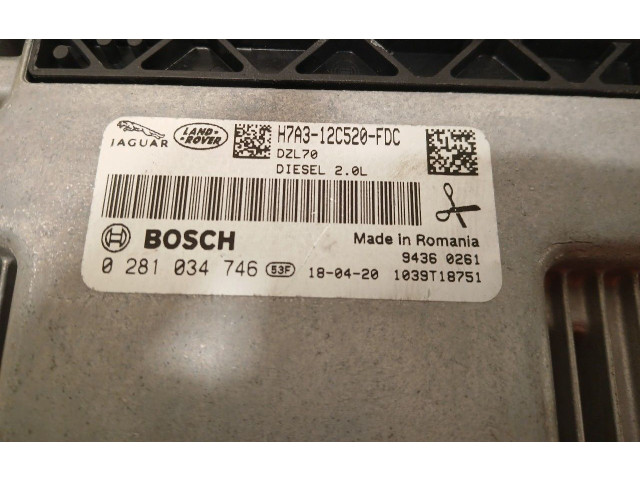 JAGUAR
LAND-
ROVER
H7A3-12C520-FDC
DZL70
DIESEL 2.0L
BOSCH
Made in Romania
9436 0261
0 281 034 746 53F 18-04-20 1039T18751